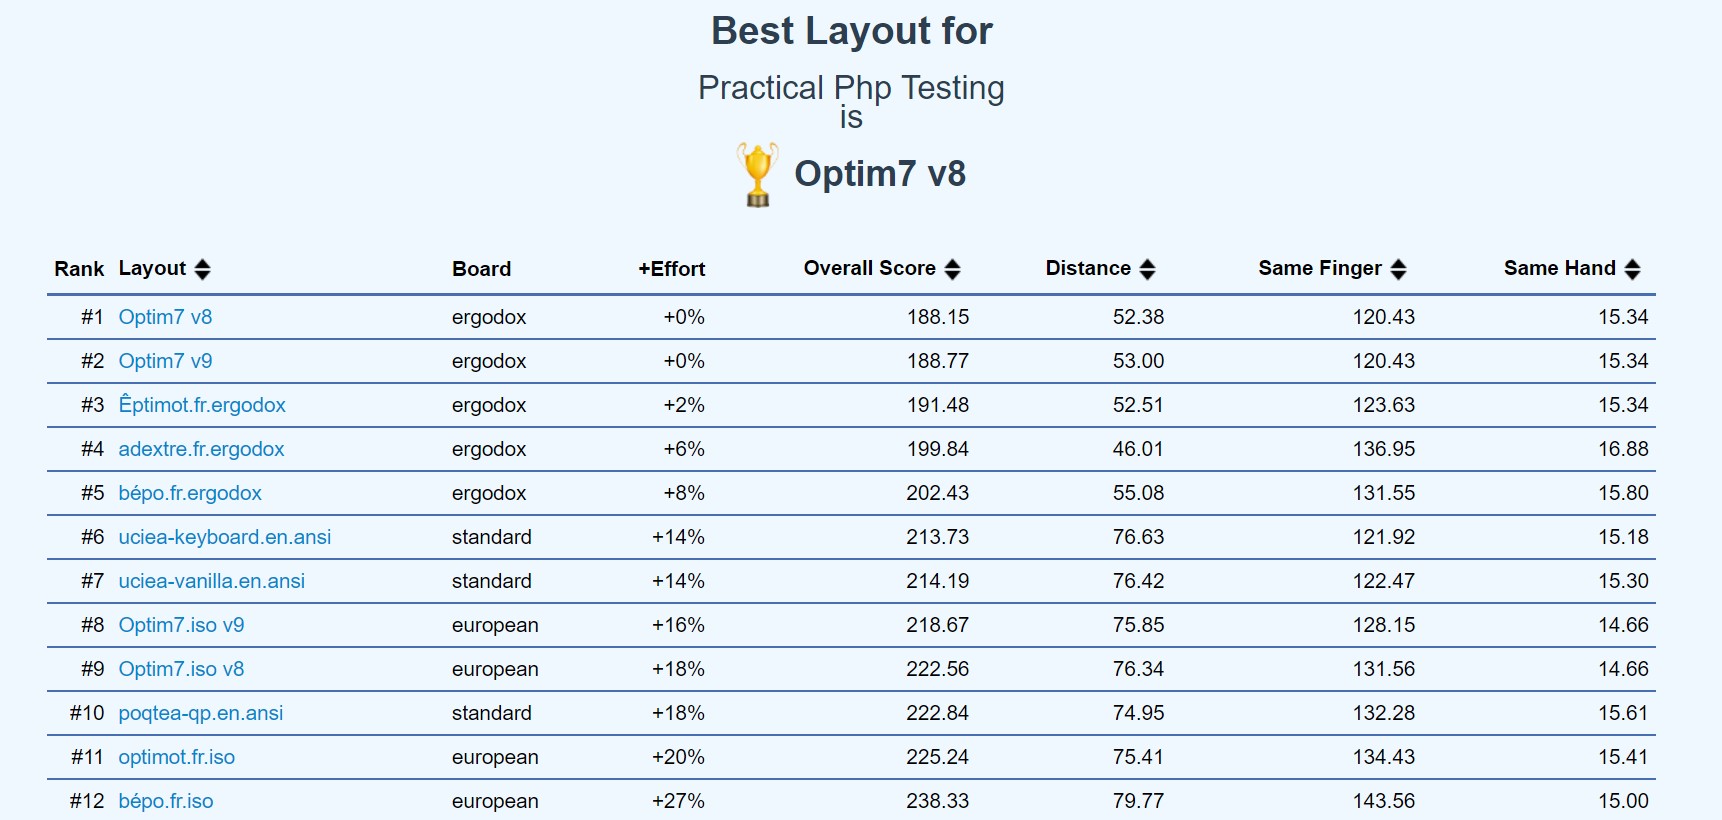 Best Layout for
Practical Php Testing
is
Optim7 v8
Rank Layout Board +Effort Overall Score Distance Same Finger Same Hand
#1 Optim7 v8 ergodox +0% 188.15 52.38 120.43 15.34
#2 Optim7 v9 ergodox +0% 188.77 53.00 120.43 15.34
#3 Êptimot.fr.ergodox ergodox +2% 191.48 52.51 123.63 15.34
#4 adextre.fr.ergodox ergodox +6% 199.84 46.01 136.95 16.88
#5 bépo.fr.ergodox ergodox +8% 202.43 55.08 131.55 15.80
#6 uciea-keyboard.en.ansi standard +14% 213.73 76.63 121.92 15.18
#7 uciea-vanilla.en.ansi standard +14% 214.19 76.42 122.47 15.30
#8 Optim7.iso v9 european +16% 218.67 75.85 128.15 14.66
#9 Optim7.iso v8 european +18% 222.56 76.34 131.56 14.66
#10 poqtea-qp.en.ansi standard +18% 222.84 74.95 132.28 15.61
#11 optimot.fr.iso european +20% 225.24 75.41 134.43 15.41
#12 bépo.fr.iso european +27% 238.33 79.77 143.56 15.00